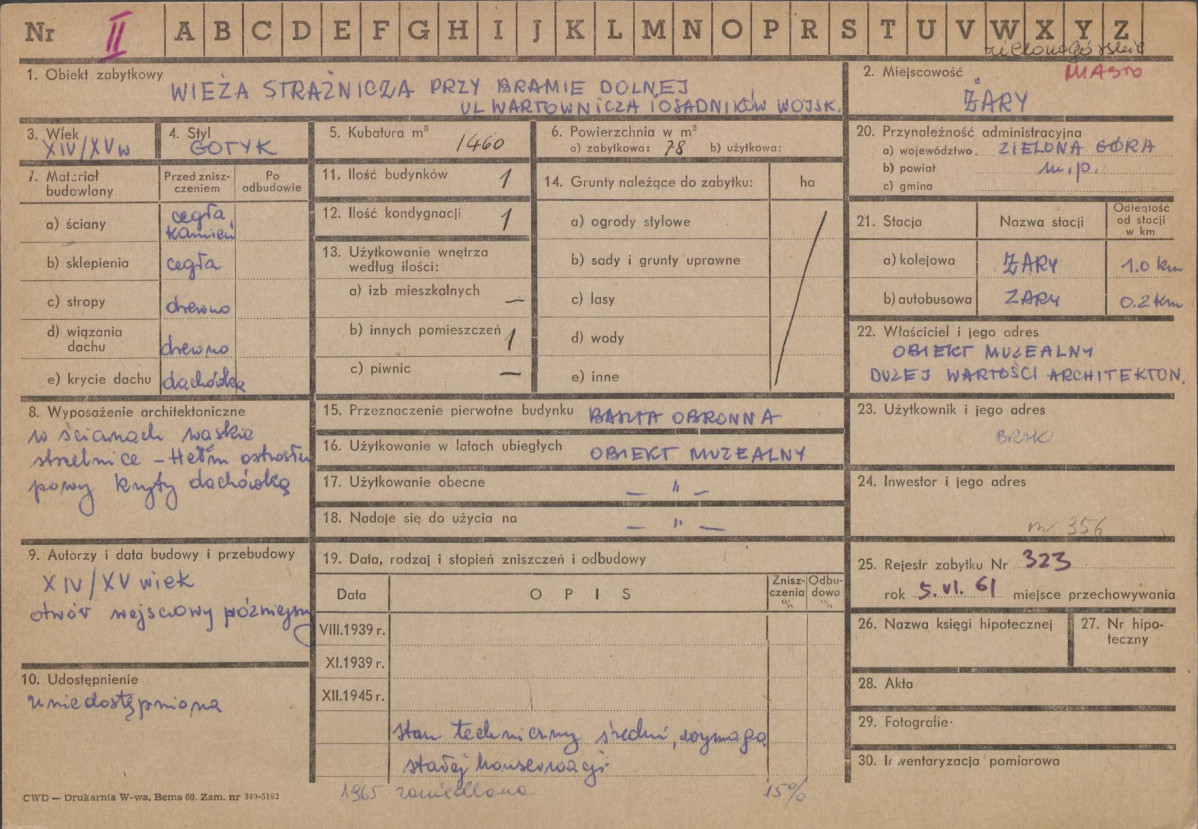 Nr II A B C D E F G H I J K L M N O P R S T U V W X Y Z
zielonogórskie
1. Obiekt zabytkowy
WIEŻA STRAŻNICZA PRZY BRAMIE DOLNEJ
UL WARTOWNICZA I OSADNIKÓW WOJSK.
2. Miejscowość MIASTO
ŻARY
3. Wiek
XIV/XV w
4. Styl
GOTYK
5. Kubatura m³ 1460
6. Powierzchnia w m²
a) zabytkowa: 78 b) użytkowa:
7. Materiał budowlany
Przed zniszczeniem
Po odbudowie
a) ściany cegła
kamień
b) sklepienia cegła
c) stropy drewno
d) wiązania
dachu drewno
e) krycie dachu dachówka
8. Wyposażenie architektoniczne
w ścianach wąskie
strzelnice – Hełm ostrosłu
powy kryty dachówką
9. Autorzy i data budowy i przebudowy
XIV/XV wiek
otwór wejściowy późniejszy
10. Udostępnienie
nniedostępniona
11. Ilość budynków 1
12. Ilość kondygnacji 1
13. Użytkowanie wnętrza
według ilości:
a) izb mieszkalnych —
b) innych pomieszczeń 1
c) piwnic —
14. Grunty należące do zabytku: ha
a) ogrody stylowe
b) sady i grunty uprawne
c) lasy
d) wody
e) inne
15. Przeznaczenie pierwotne budynku BASZTA OBRONNA
16. Użytkowanie w latach ubiegłych OBIEKT MUZEALNY
17. Użytkowanie obecne — " —
18. Nadaje się do użycia na — " —
19. Data, rodzaj i stopień zniszczeń i odbudowy
Data O P I S Zniszczenia % Odbudowa %
VIII.1939 r.
XI.1939 r.
XII.1945 r.
stan techniczny średni, wymaga
stałej konserwacji
1965 zaniedbana 15%
20. Przynależność administracyjna
a) województwo ZIELONA GÓRA
b) powiat m.p.
c) gmina
21. Stacja Nazwa stacji Odległość od stacji w km
a) kolejowa ŻARY 1.0 km
b) autobusowa ŻARY 0.2 km
22. Właściciel i jego adres
OBIEKT MUZEALNY
DUŻEJ WARTOŚCI ARCHITEKTON.
23. Użytkownik i jego adres
BRAK
24. Inwestor i jego adres
nr 356
25. Rejestr zabytku Nr 323
rok 5.VI.61 miejsce przechowywania
26. Nazwa księgi hipotecznej
27. Nr hipoteczny
28. Akta
29. Fotografie
30. Inwentaryzacja pomiarowa
CWD — Drukarnia W-wa, Bema 60. Zam. nr 349-5162